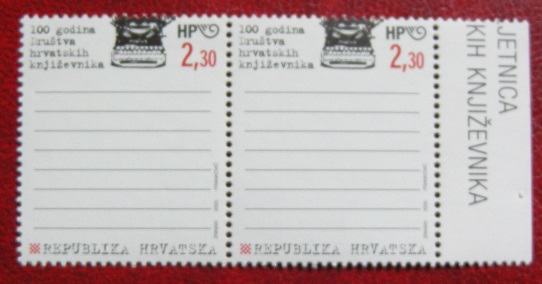 100 godina
Društva
hrvatskih
književnika
HP
2,30
REPUBLIKA HRVATSKA
100 godina
Društva
hrvatskih
književnika
HP
2,30
REPUBLIKA HRVATSKA
JETNICA
KIH KNJIŽEVNIKA